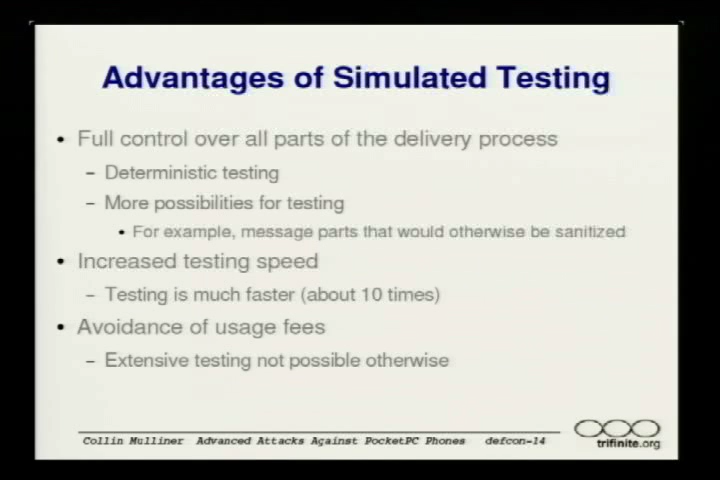 Advantages of Simulated Testing
• Full control over all parts of the delivery process
– Deterministic testing
– More possibilities for testing
• For example, message parts that would otherwise be sanitized
• Increased testing speed
– Testing is much faster (about 10 times)
• Avoidance of usage fees
– Extensive testing not possible otherwise
Collin Mulliner Advanced Attacks Against PocketPC Phones defcon-14
trifinite.org